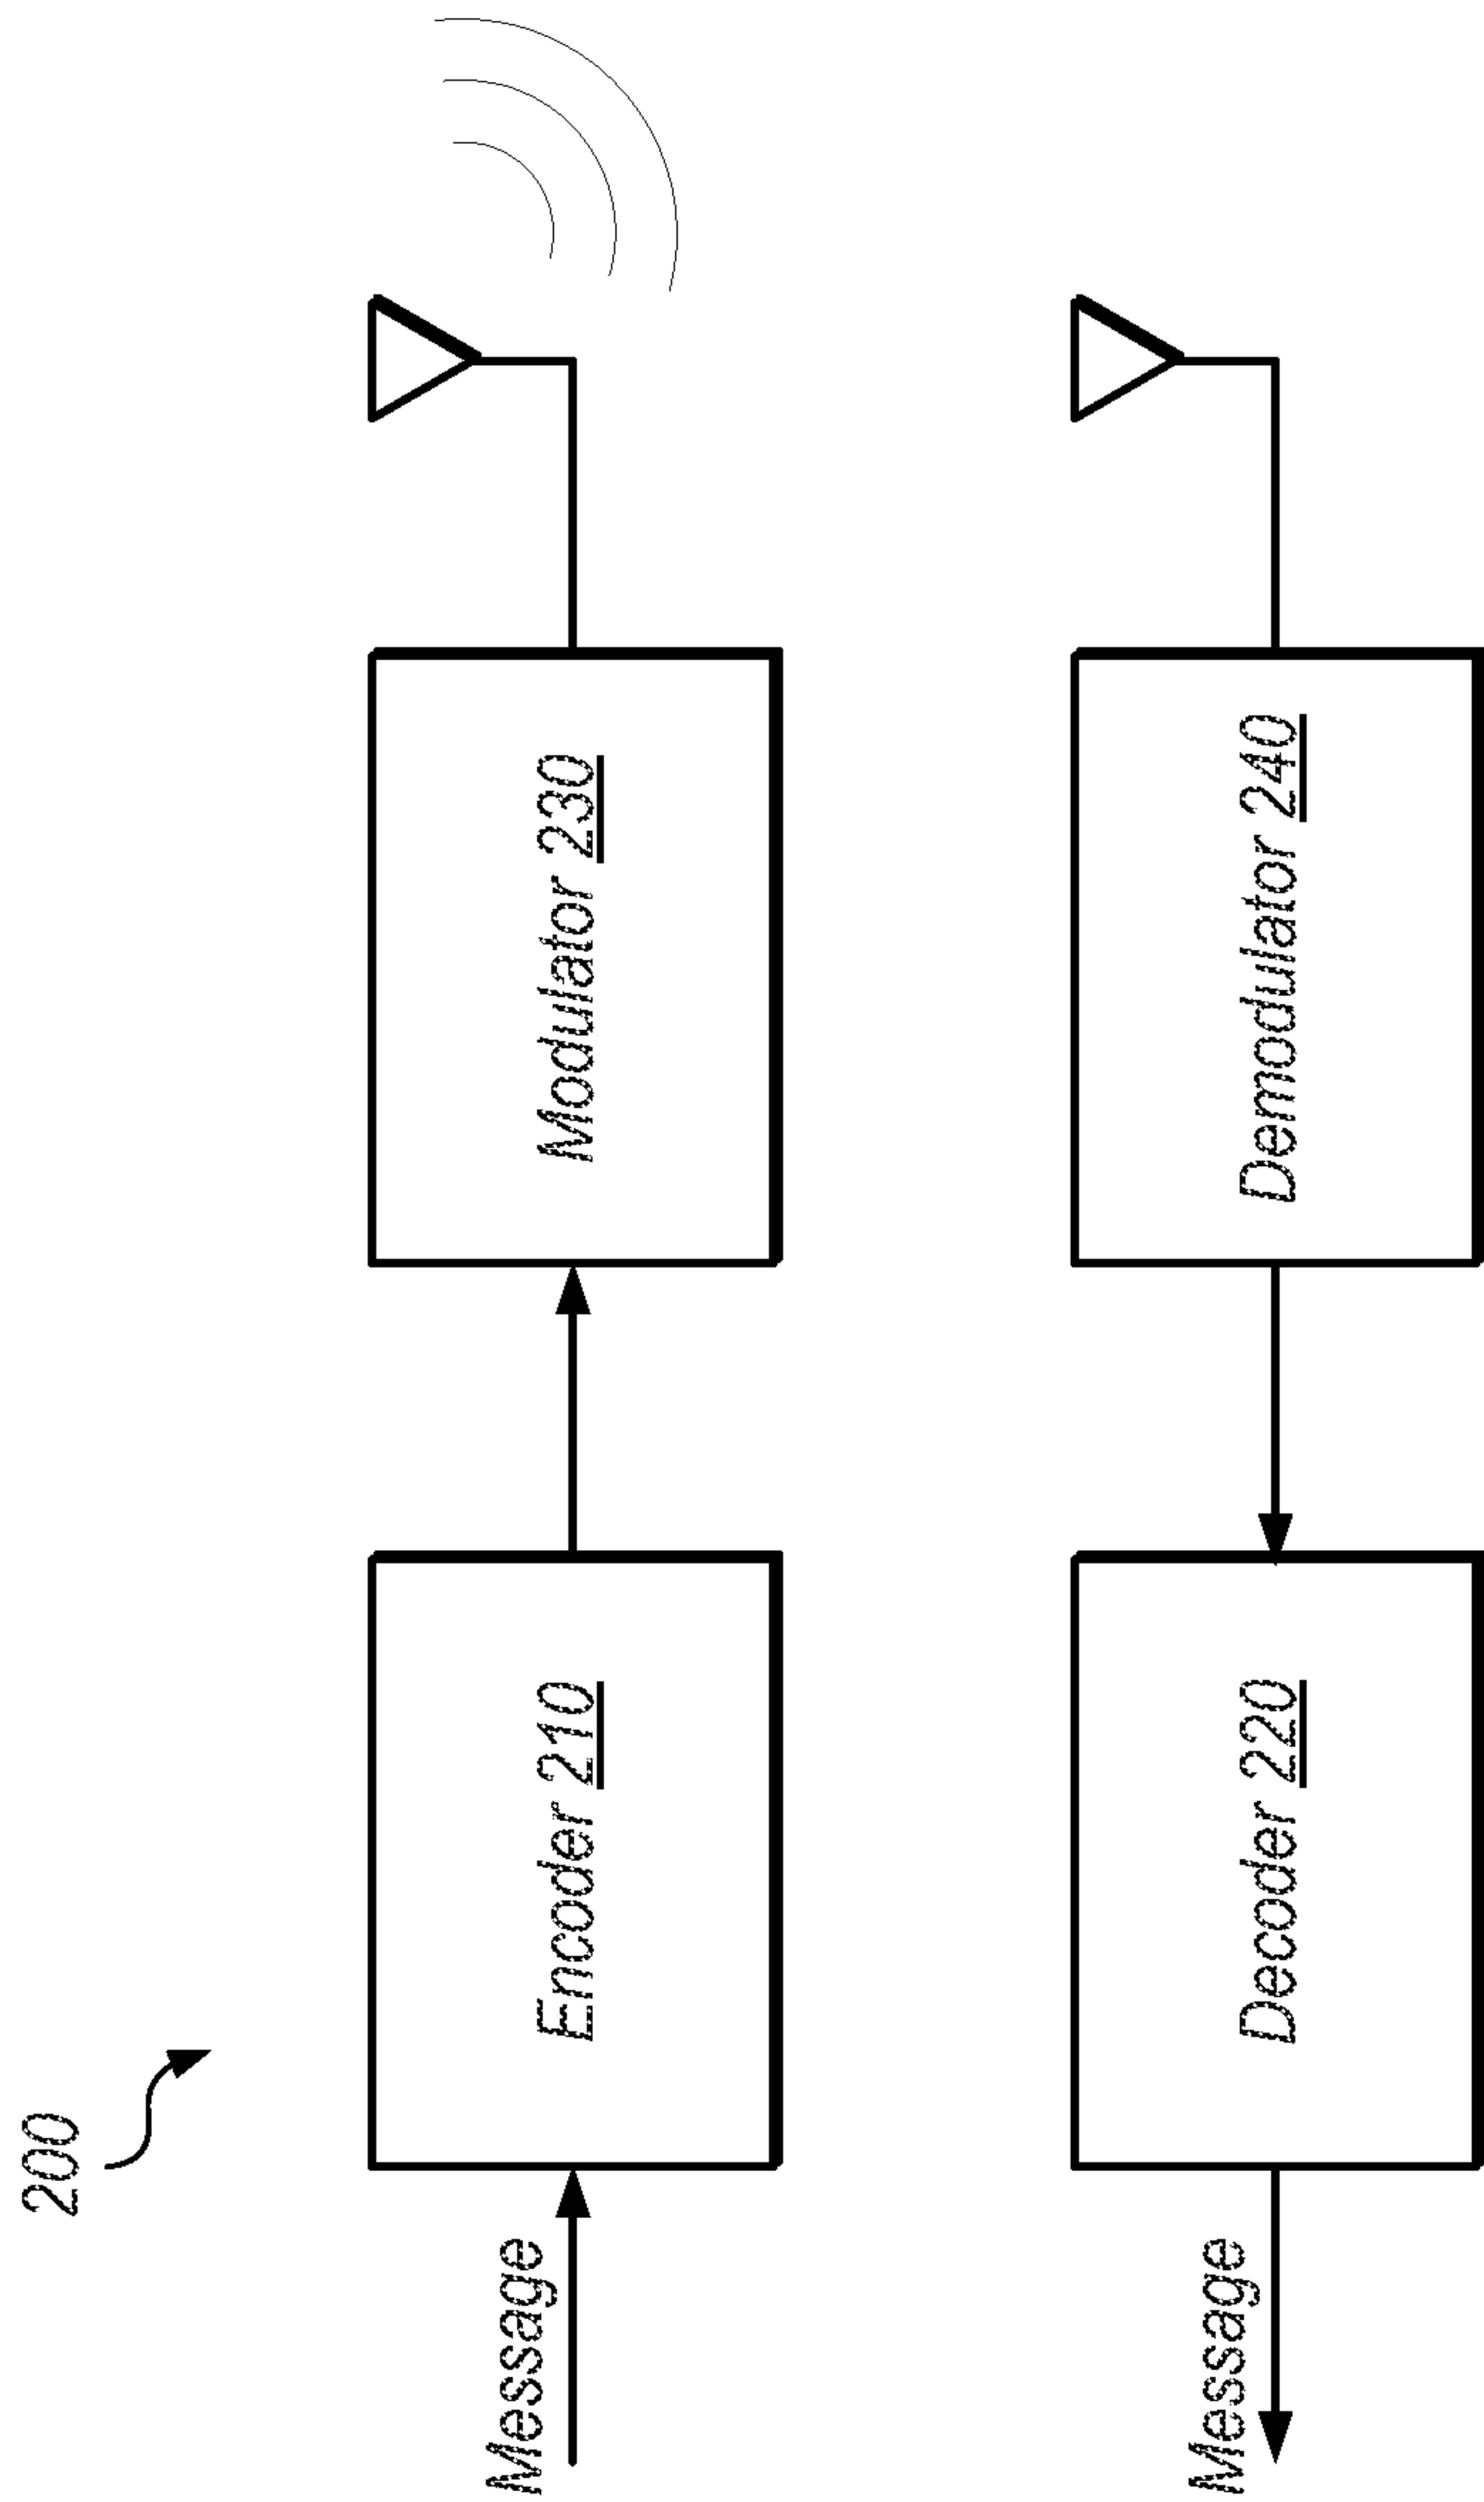 200
Message
Encoder 210
Modulator 230
Message
Decoder 220
Demodulator 240